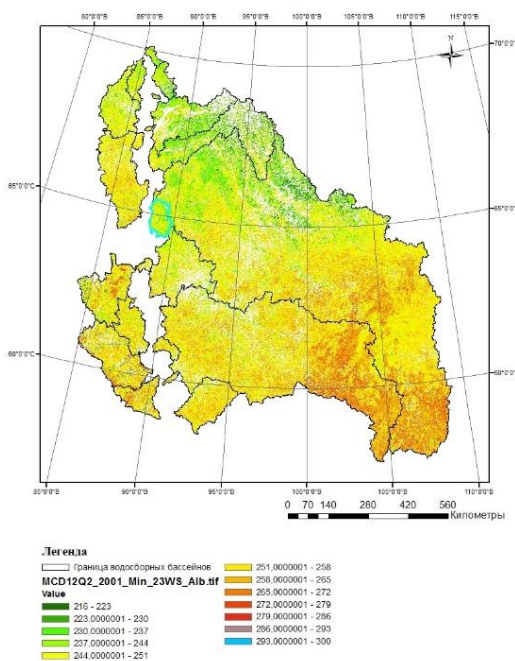 80°0'0"В 85°0'0"В 90°0'0"В 95°0'0"В 100°0'0"В 105°0'0"В 110°0'0"В 115°0'0"В
70°0'0"С
N
65°0'0"С 65°0'0"С
60°0'0"С 60°0'0"С
85°0'0"В 90°0'0"В 95°0'0"В 100°0'0"В 105°0'0"В 110°0'0"В
0 70 140 280 420 560
Километры
Легенда
Граница водосборных бассейнов
MCD12Q2_2001_Min_23WS_Alb.tif
Value
216 - 223
223,0000001 - 230
230,0000001 - 237
237,0000001 - 244
244,0000001 - 251
251,0000001 - 258
258,0000001 - 265
265,0000001 - 272
272,0000001 - 279
279,0000001 - 286
286,0000001 - 293
293,0000001 - 300